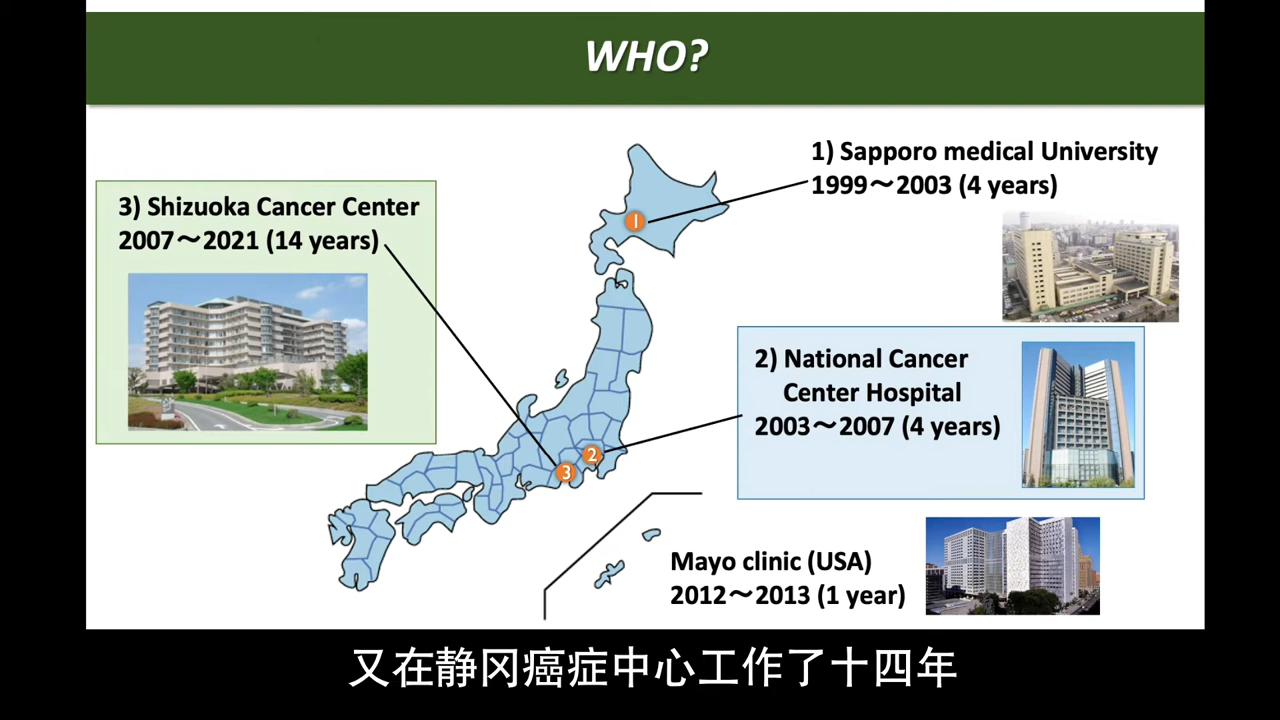 WHO?
1) Sapporo medical University
1999～2003 (4 years)
3) Shizuoka Cancer Center
2007～2021 (14 years)
2) National Cancer
Center Hospital
2003～2007 (4 years)
1
2
3
Mayo clinic (USA)
2012～2013 (1 year)
又在静冈癌症中心工作了十四年